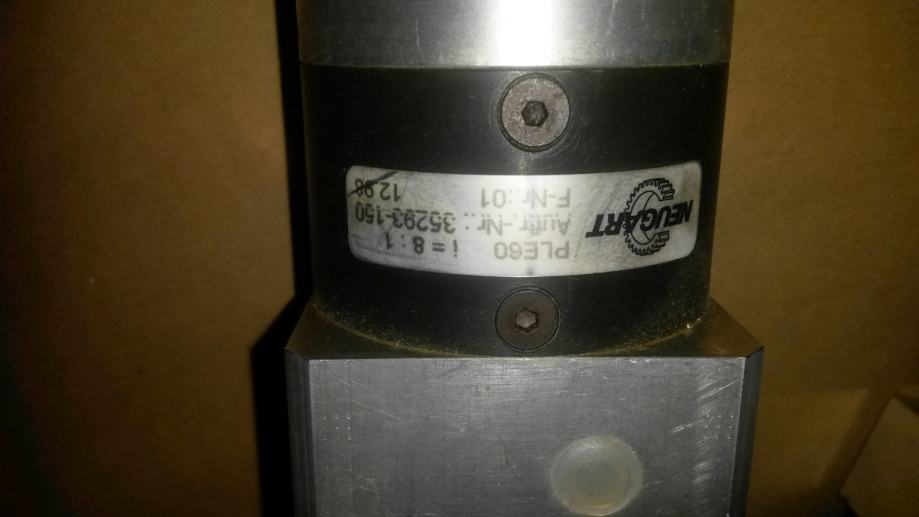 NEUGART
PLE60 i = 8 : 1
Auftr.-Nr.: 35293-150
F-Nr.:01 12 98